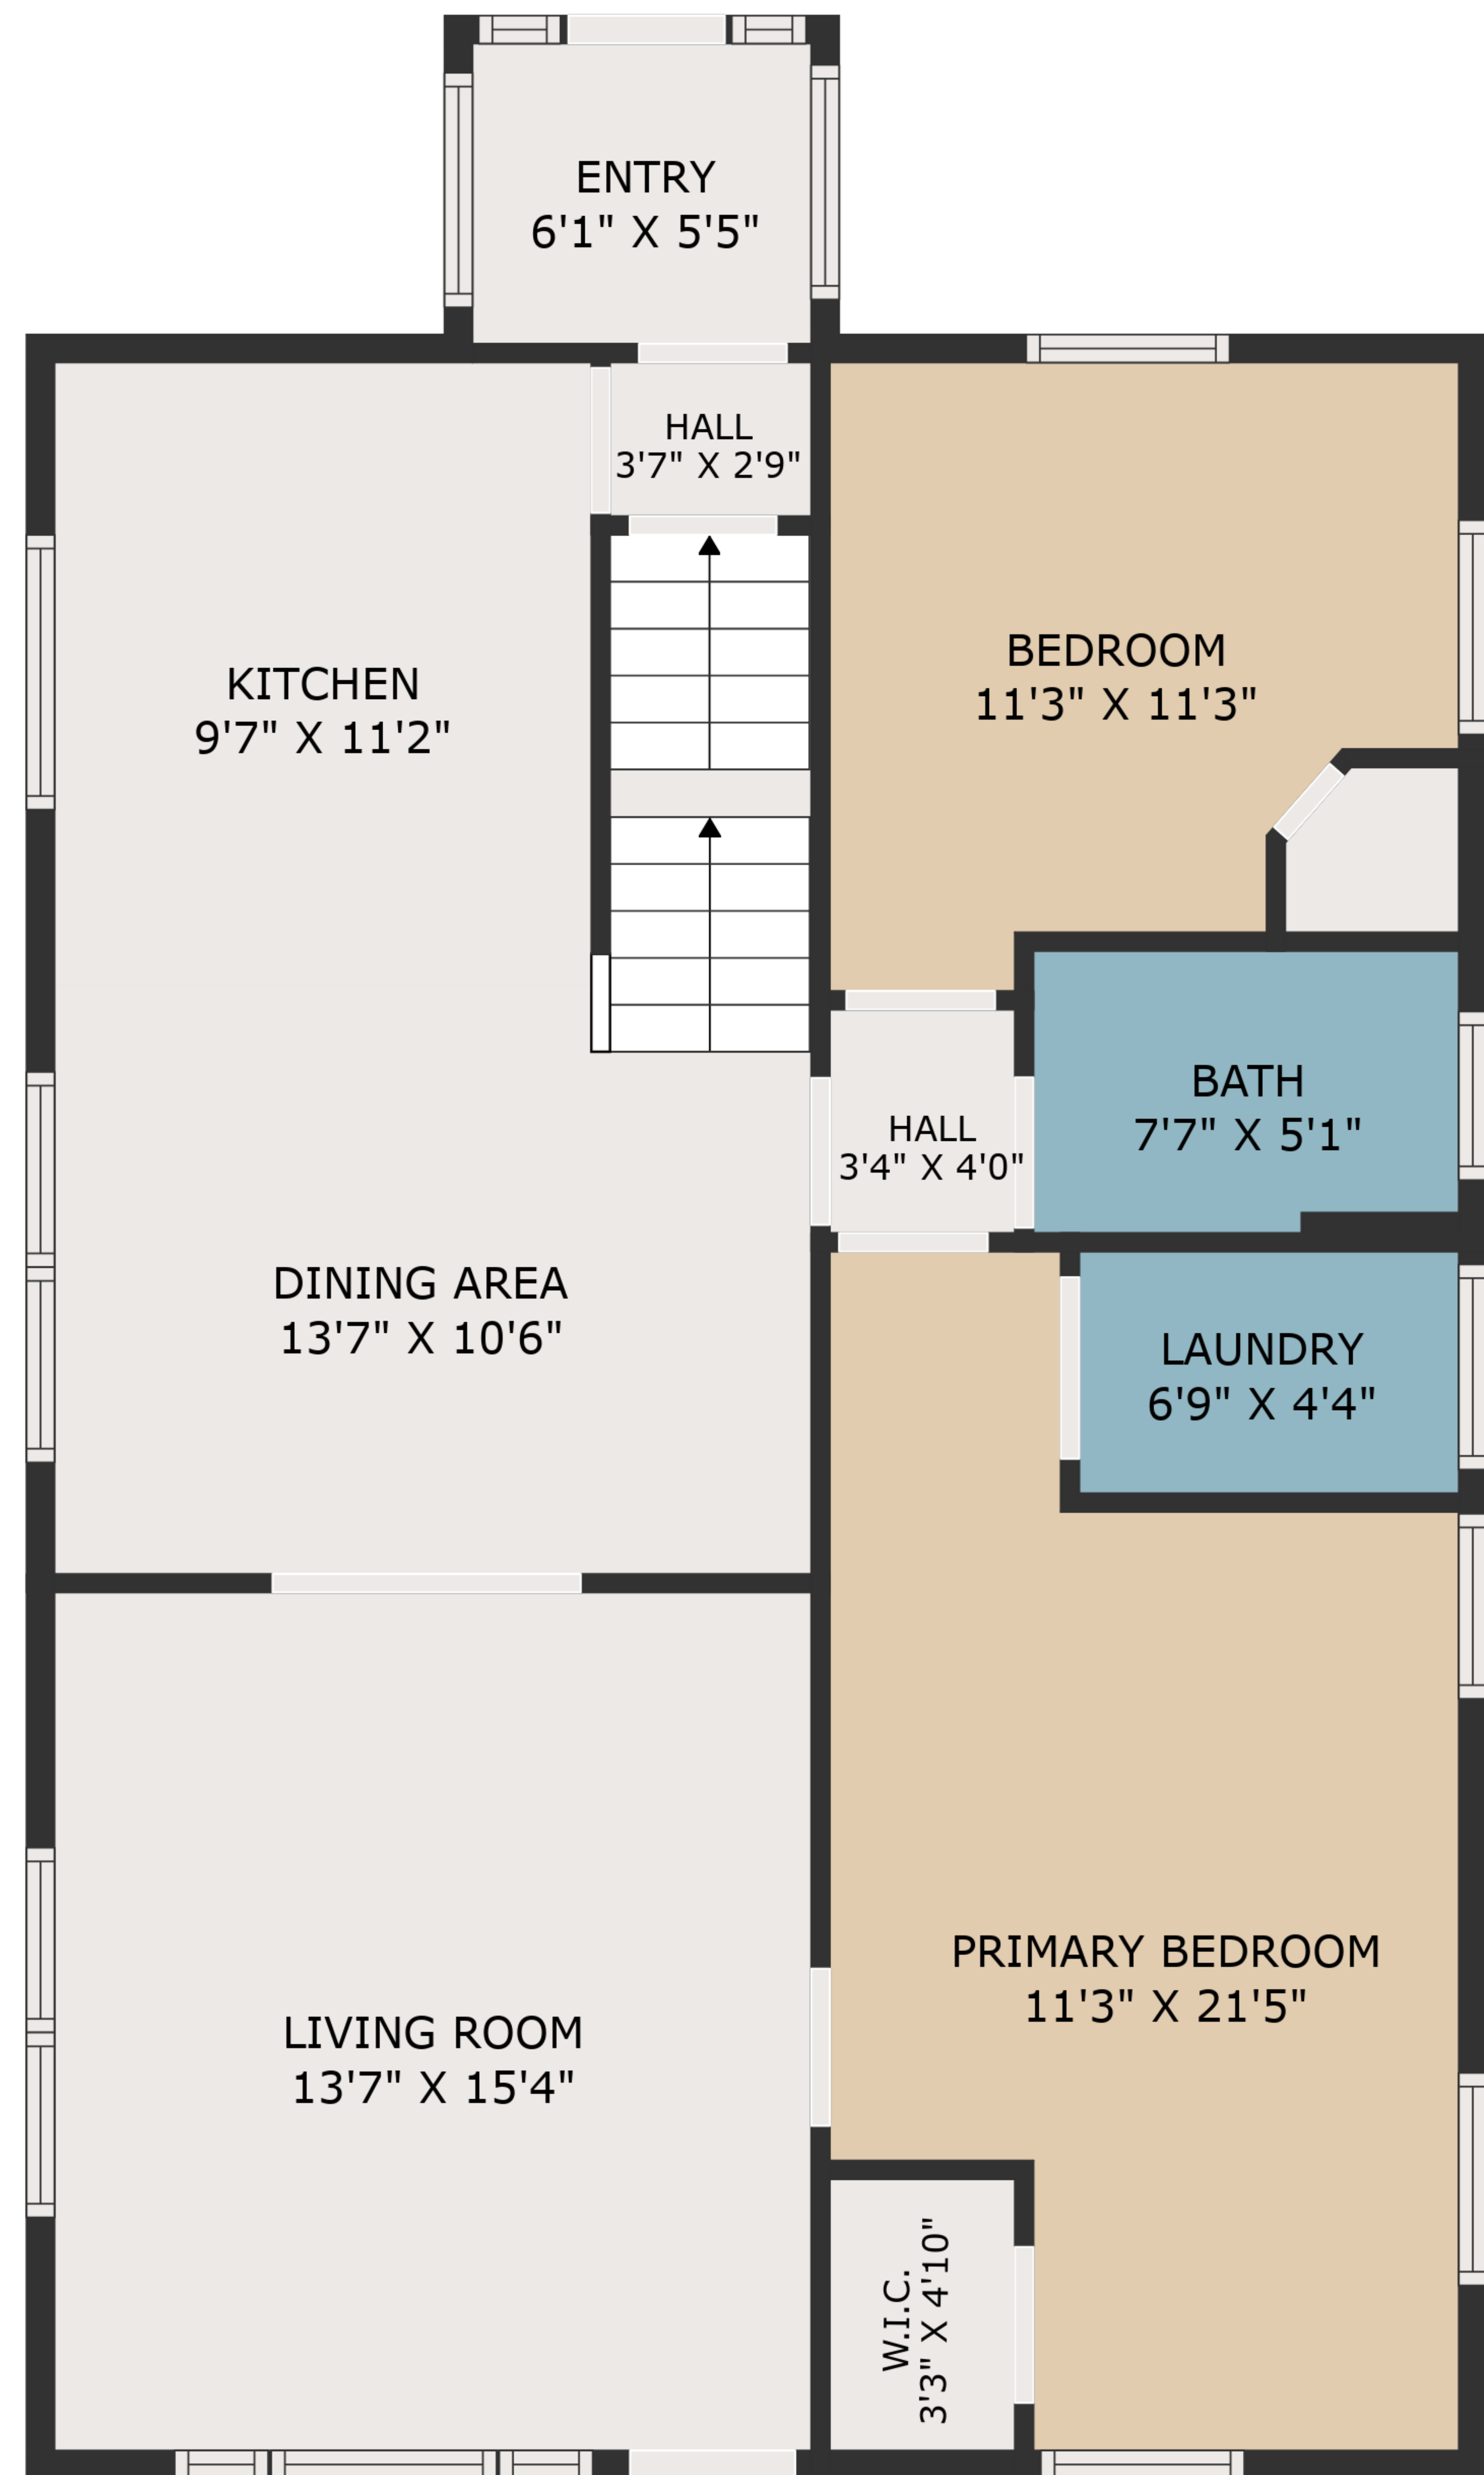 ENTRY
6'1" X 5'5"
HALL
3'7" X 2'9"
KITCHEN
9'7" X 11'2"
BEDROOM
11'3" X 11'3"
BATH
7'7" X 5'1"
HALL
3'4" X 4'0"
DINING AREA
13'7" X 10'6"
LAUNDRY
6'9" X 4'4"
PRIMARY BEDROOM
11'3" X 21'5"
LIVING ROOM
13'7" X 15'4"
W.I.C.
3'3" X 4'10"